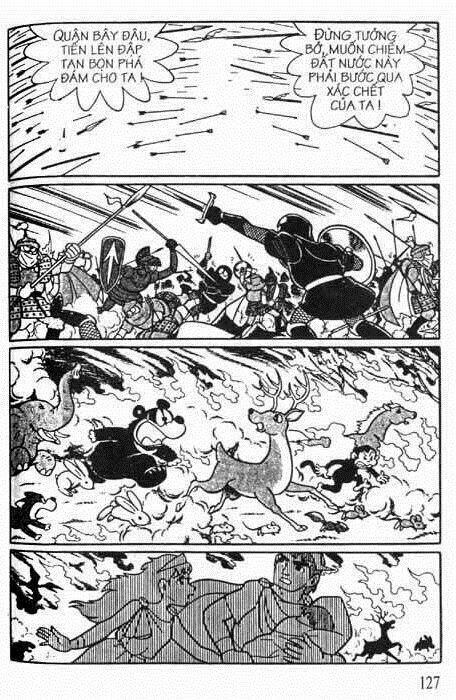 QUÂN BÂY ĐÂU,
TIẾN LÊN ĐẬP
TAN BỌN PHÁ
ĐÁM CHO TA !
ĐỪNG TƯỞNG
BỞ, MUỐN CHIẾM
ĐẤT NƯỚC NÀY
PHẢI BƯỚC QUA
XÁC CHẾT
CỦA TA !
127